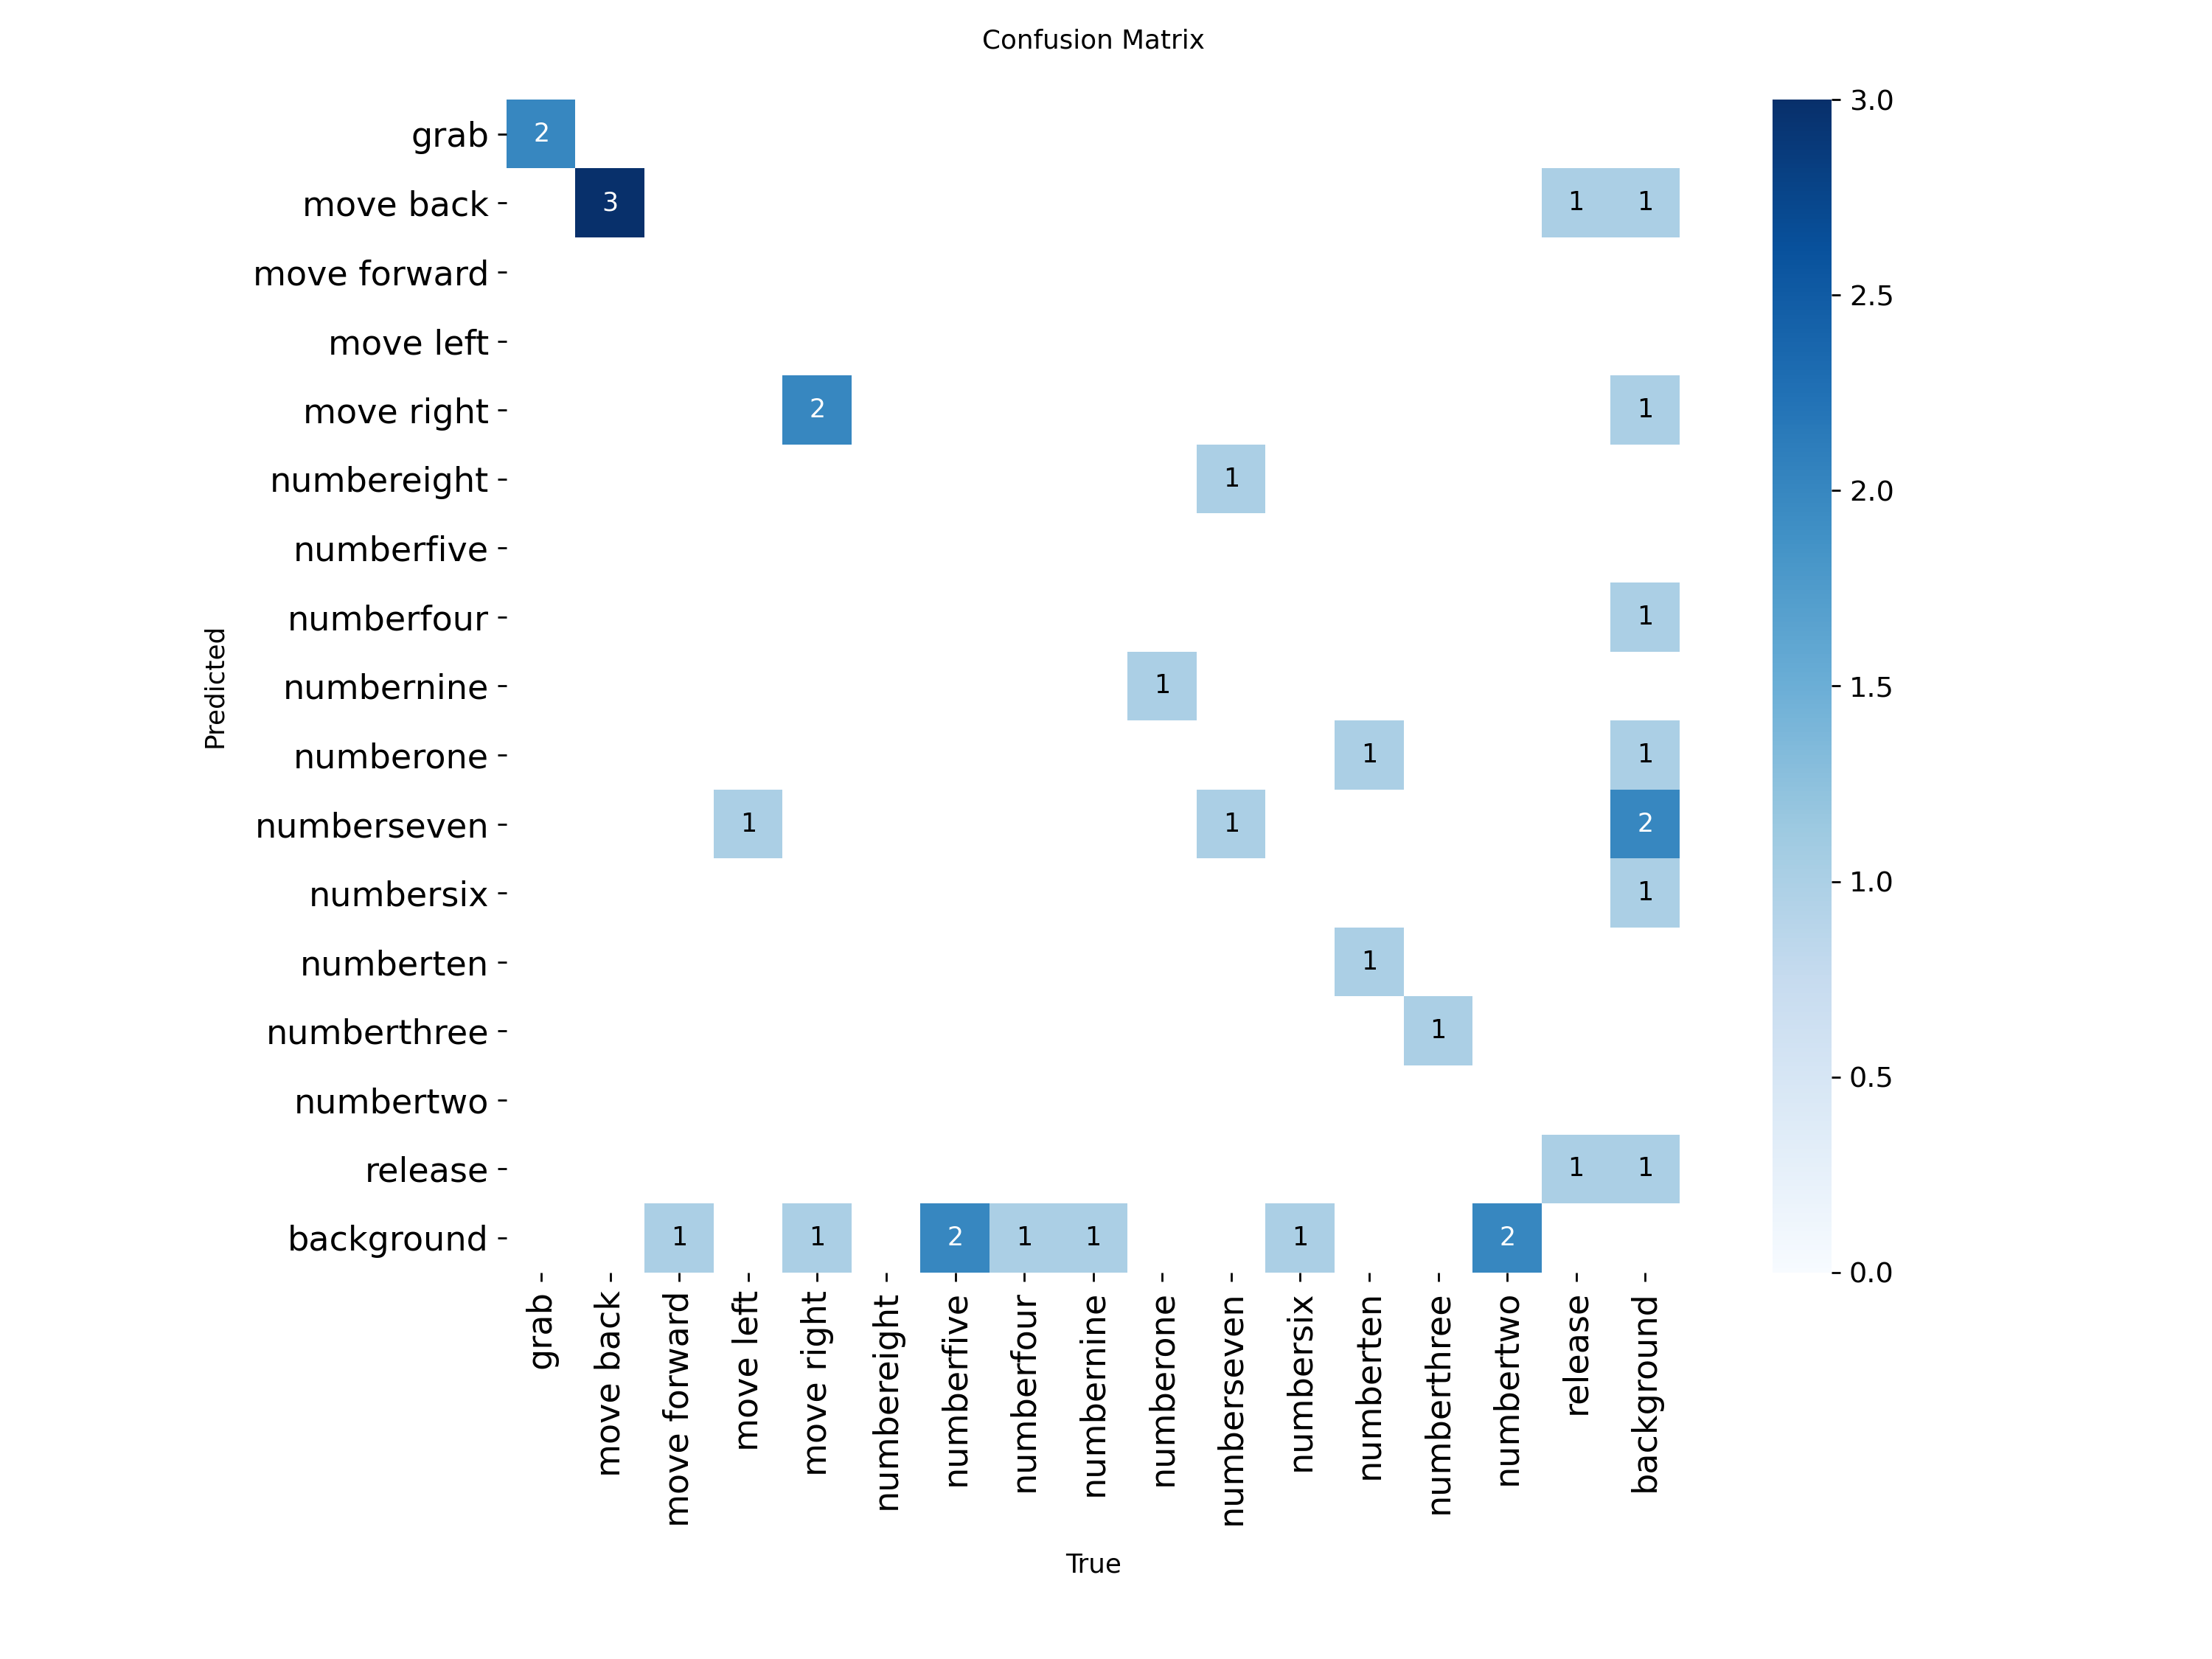 Confusion Matrix
grab 2
move back 3 1 1
move forward
move left
move right 2 1
numbereight 1
numberfive
numberfour 1
numbernine 1
numberone 1 1
numberseven 1 1 2
numbersix 1
numberten 1
numberthree 1
numbertwo
release 1 1
background 1 1 2 1 1 1 2
Predicted
grab
move back
move forward
move left
move right
numbereight
numberfive
numberfour
numbernine
numberone
numberseven
numbersix
numberten
numberthree
numbertwo
release
background
True
3.0
2.5
2.0
1.5
1.0
0.5
0.0